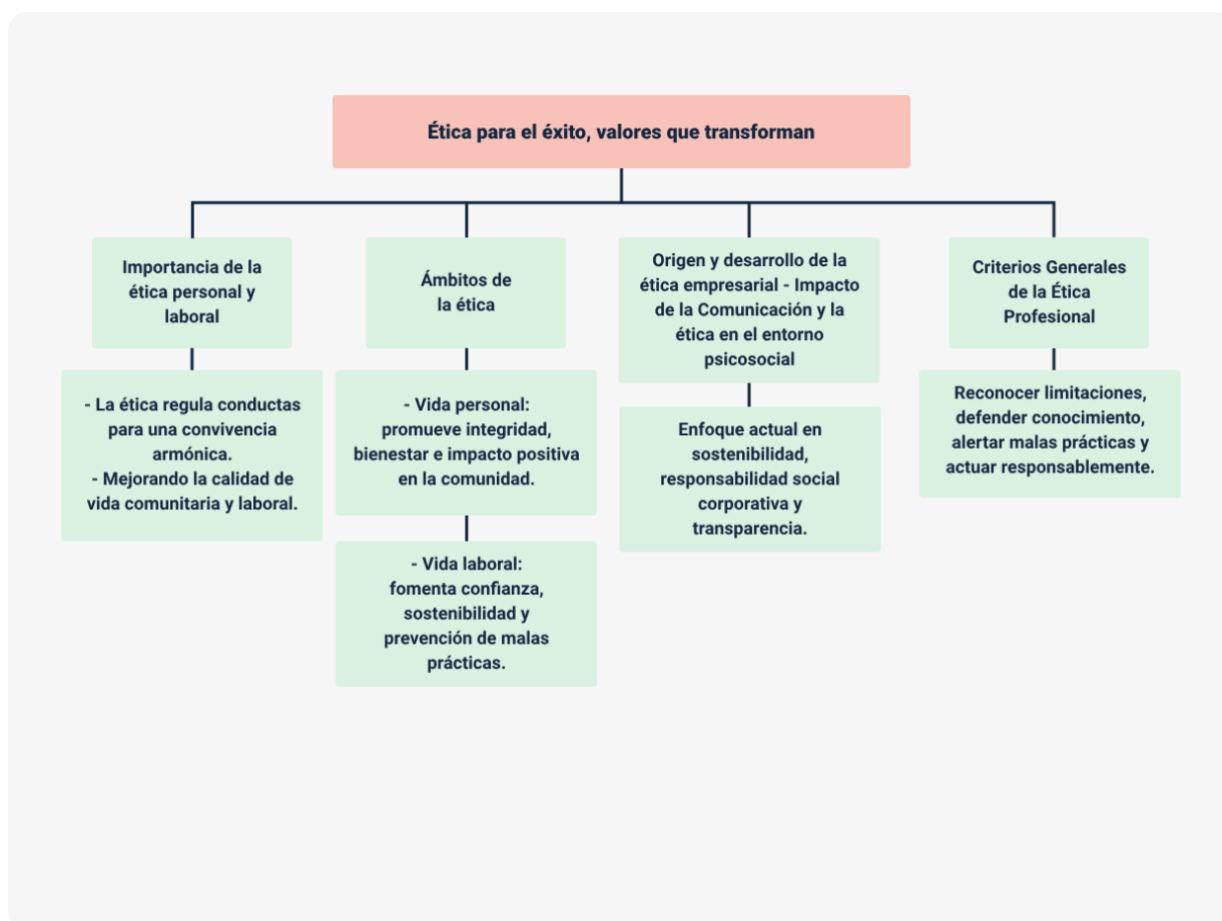 Ética para el éxito, valores que transforman
Importancia de la
ética personal y
laboral
- La ética regula conductas
para una convivencia
armónica.
- Mejorando la calidad de
vida comunitaria y laboral.
Ámbitos de
la ética
- Vida personal:
promueve integridad,
bienestar e impacto positiva
en la comunidad.
- Vida laboral:
fomenta confianza,
sostenibilidad y
prevención de malas
prácticas.
Origen y desarrollo de la
ética empresarial - Impacto
de la Comunicación y la
ética en el entorno
psicosocial
Enfoque actual en
sostenibilidad,
responsabilidad social
corporativa y
transparencia.
Criterios Generales
de la Ética
Profesional
Reconocer limitaciones,
defender conocimiento,
alertar malas prácticas y
actuar responsablemente.